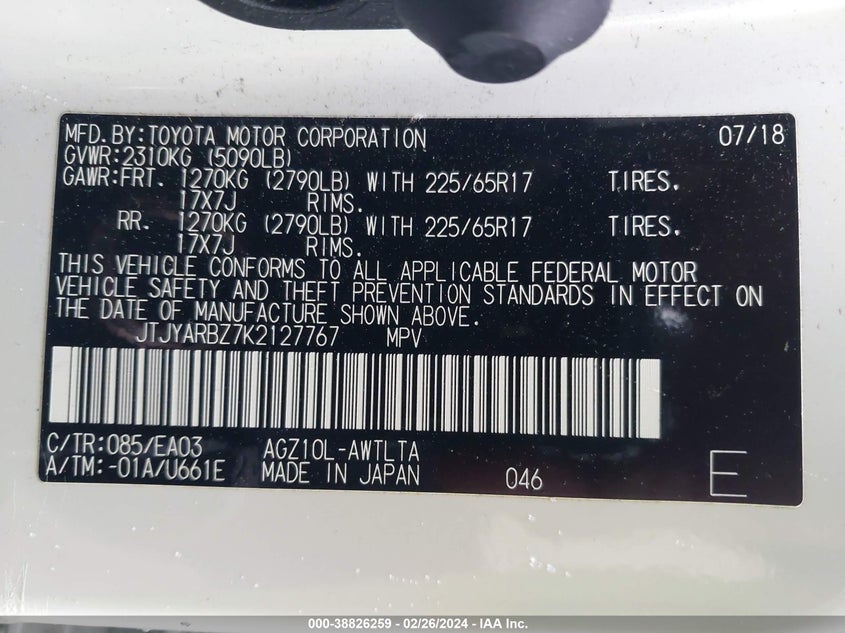 MFD.BY:TOYOTA MOTOR CORPORATION 07/18
GVWR:2310KG (5090LB)
GAWR:FRT. 1270KG (2790LB) WITH 225/65R17 TIRES.
17X7J RIMS.
RR. 1270KG (2790LB) WITH 225/65R17 TIRES.
17X7J RIMS.
THIS VEHICLE CONFORMS TO ALL APPLICABLE FEDERAL MOTOR
VEHICLE SAFETY AND THEFT PREVENTION STANDARDS IN EFFECT ON
THE DATE OF MANUFACTURE SHOWN ABOVE.
JTJYARBZ7K2127767 MPV
C/TR:085/EA03 AGZ10L-AWTLTA
A/TM:-01A/U661E MADE IN JAPAN 046 E
000-38826259 - 02/26/2024 - IAA Inc.